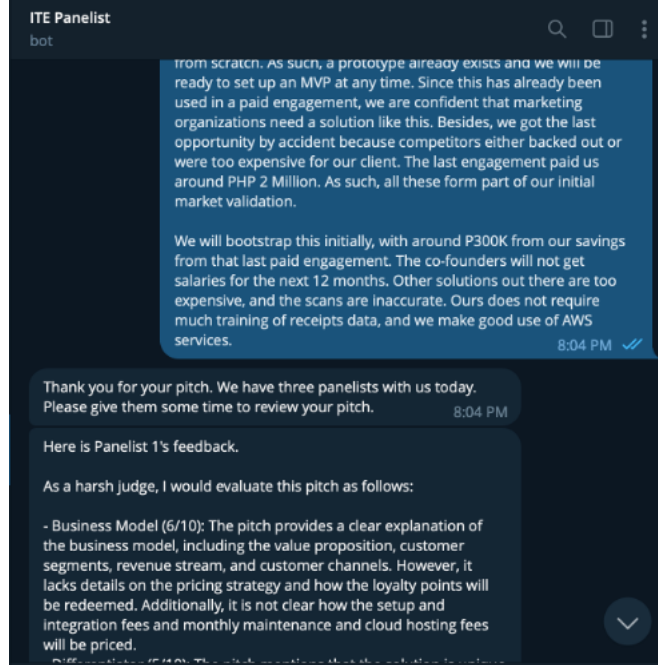 ITE Panelist
bot
from scratch. As such, a prototype already exists and we will be
ready to set up an MVP at any time. Since this has already been
used in a paid engagement, we are confident that marketing
organizations need a solution like this. Besides, we got the last
opportunity by accident because competitors either backed out or
were too expensive for our client. The last engagement paid us
around PHP 2 Million. As such, all these form part of our initial
market validation.
We will bootstrap this initially, with around P300K from our savings
from that last paid engagement. The co-founders will not get
salaries for the next 12 months. Other solutions out there are too
expensive, and the scans are inaccurate. Ours does not require
much training of receipts data, and we make good use of AWS
services.
8:04 PM
Thank you for your pitch. We have three panelists with us today.
Please give them some time to review your pitch.
8:04 PM
Here is Panelist 1's feedback.
As a harsh judge, I would evaluate this pitch as follows:
- Business Model (6/10): The pitch provides a clear explanation of
the business model, including the value proposition, customer
segments, revenue stream, and customer channels. However, it
lacks details on the pricing strategy and how the loyalty points will
be redeemed. Additionally, it is not clear how the setup and
integration fees and monthly maintenance and cloud hosting fees
will be priced.
- Differentiator (5/10): The pitch mentions that the solution is unique